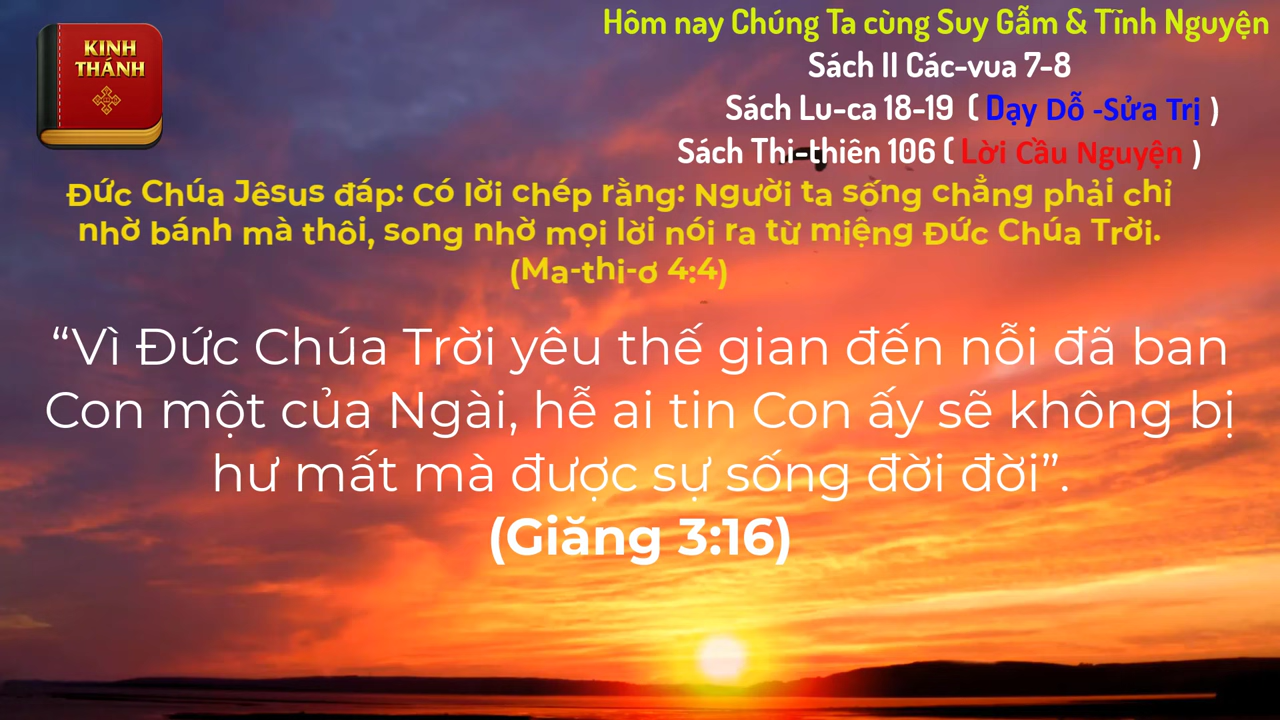 KINH
THÁNH
Hôm nay Chúng Ta cùng Suy Gẫm & Tĩnh Nguyện
Sách II Các-vua 7-8
Sách Lu-ca 18-19 ( Dạy Dỗ -Sửa Trị )
Sách Thi-thiên 106 ( Lời Cầu Nguyện )
Đức Chúa Jêsus đáp: Có lời chép rằng: Người ta sống chẳng phải chỉ
nhờ bánh mà thôi, song nhờ mọi lời nói ra từ miệng Đức Chúa Trời.
(Ma-thi-ơ 4:4)
“Vì Đức Chúa Trời yêu thế gian đến nỗi đã ban
Con một của Ngài, hễ ai tin Con ấy sẽ không bị
hư mất mà được sự sống đời đời”.
(Giăng 3:16)